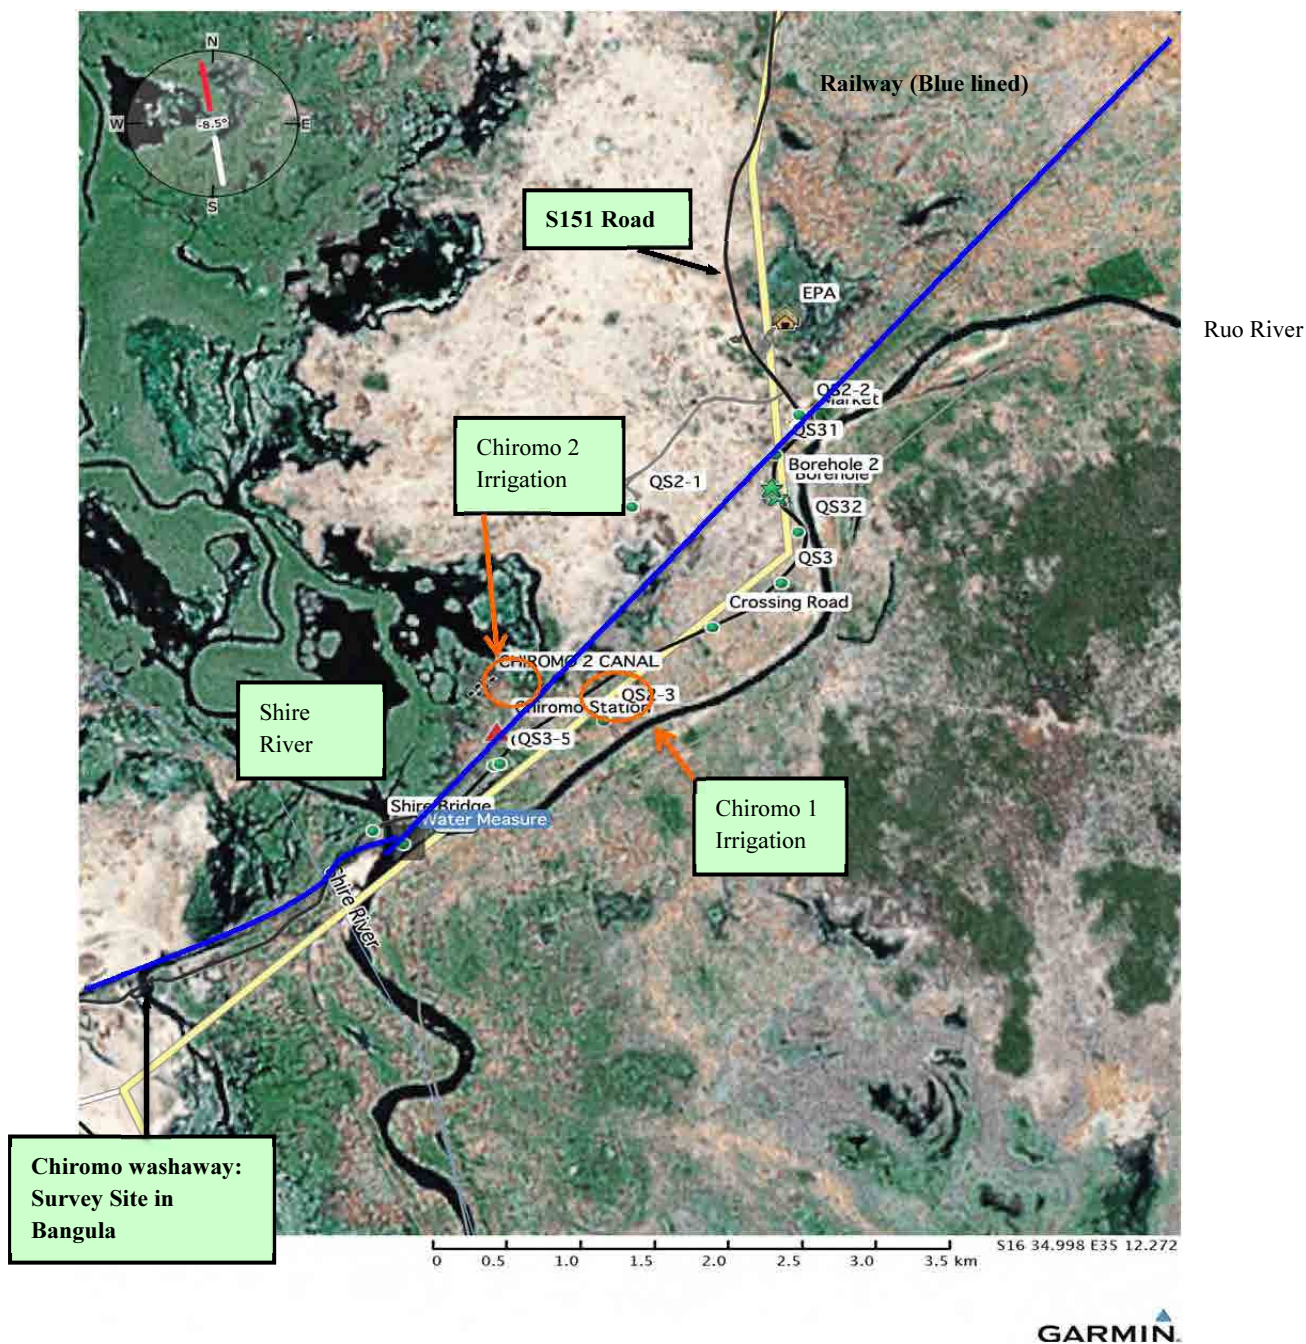 N
Railway (Blue lined)
W
-8.5°
E
S
S151 Road
EPA
Ruo River
QS2-2
Market
Chiromo 2
Irrigation
QS31
Borehole 2
Borehole
QS2-1
QS32
QS3
Crossing Road
CHIROMO 2 CANAL
QS2-3
Shire
River
Chiromo Station
QS3-5
Chiromo 1
Irrigation
Shire Bridge
Water Measure
Shire River
Chiromo washaway:
Survey Site in
Bangula
S16 34.998 E35 12.272
0 0.5 1.0 1.5 2.0 2.5 3.0 3.5 km
GARMIN.